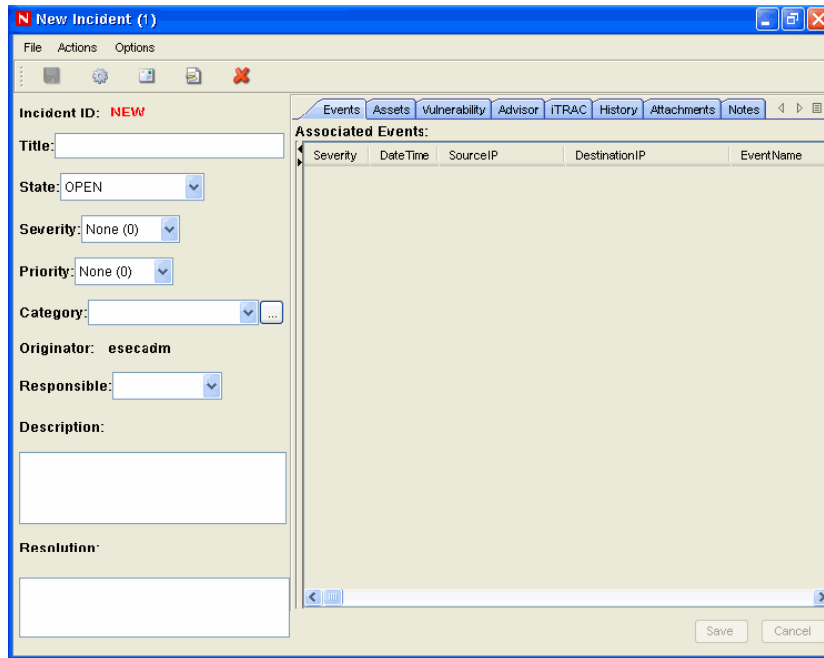 N New Incident (1)
File Actions Options
Incident ID: NEW
Title:
State: OPEN
Severity: None (0)
Priority: None (0)
Category: ...
Originator: esecadm
Responsible:
Description:
Resolution:
Events Assets Vulnerability Advisor iTRAC History Attachments Notes
Associated Events:
Severity DateTime SourceIP DestinationIP EventName
Save Cancel